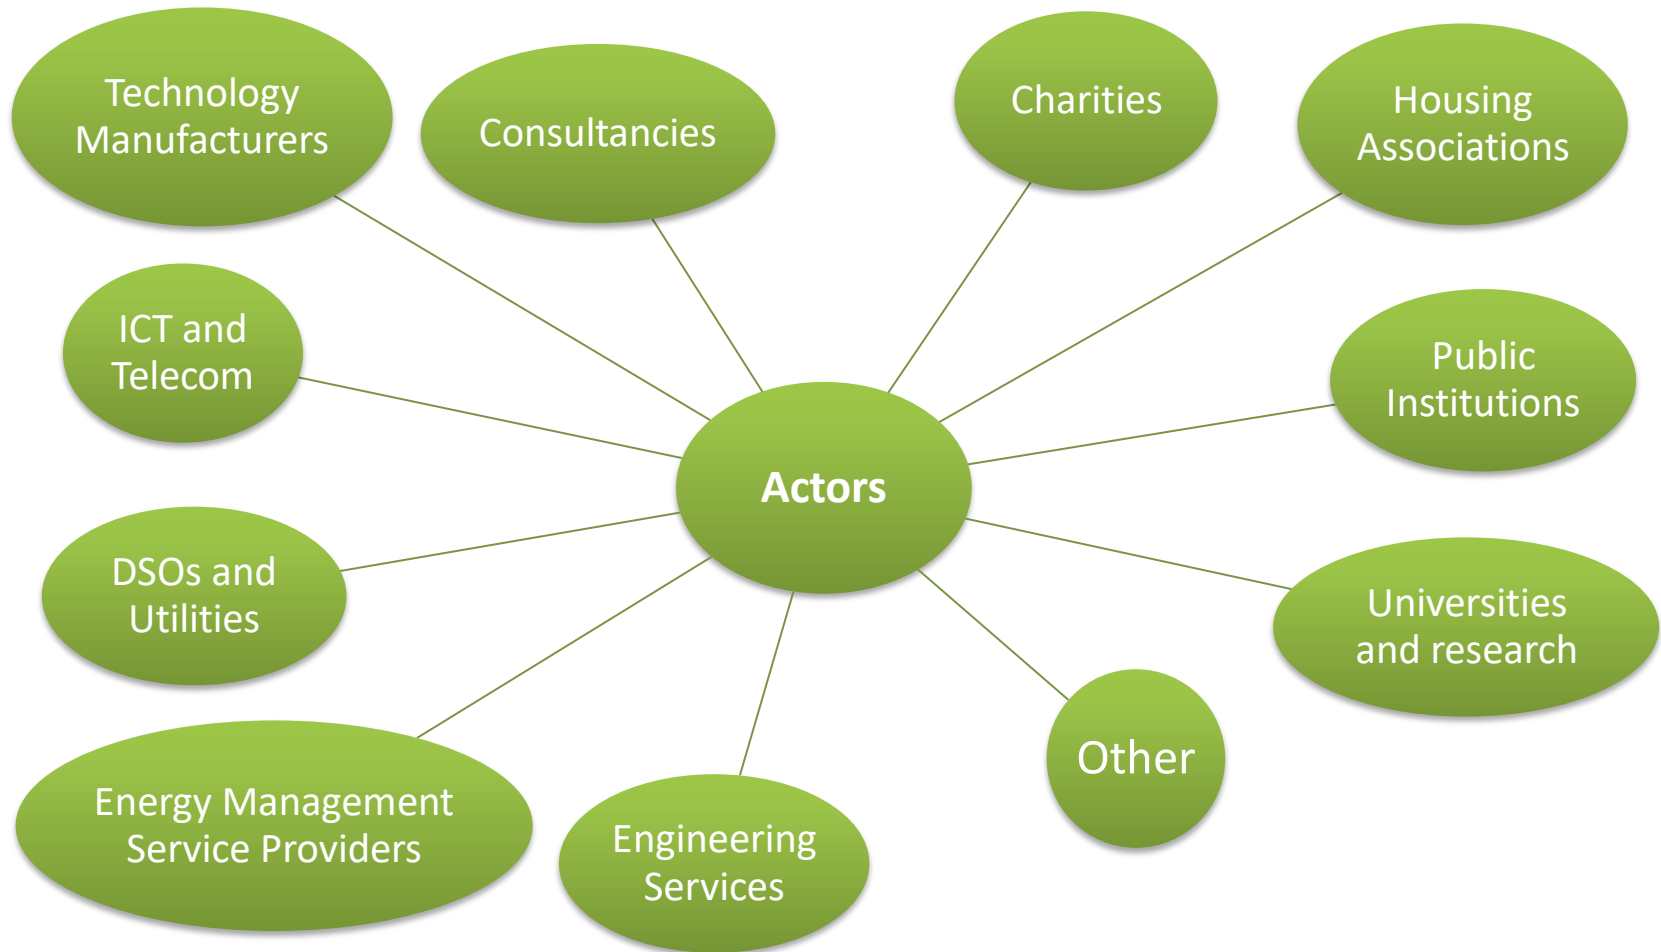 Technology
Manufacturers
Consultancies
Charities
Housing
Associations
ICT and
Telecom
Public
Institutions
Actors
DSOs and
Utilities
Universities
and research
Other
Energy Management
Service Providers
Engineering
Services